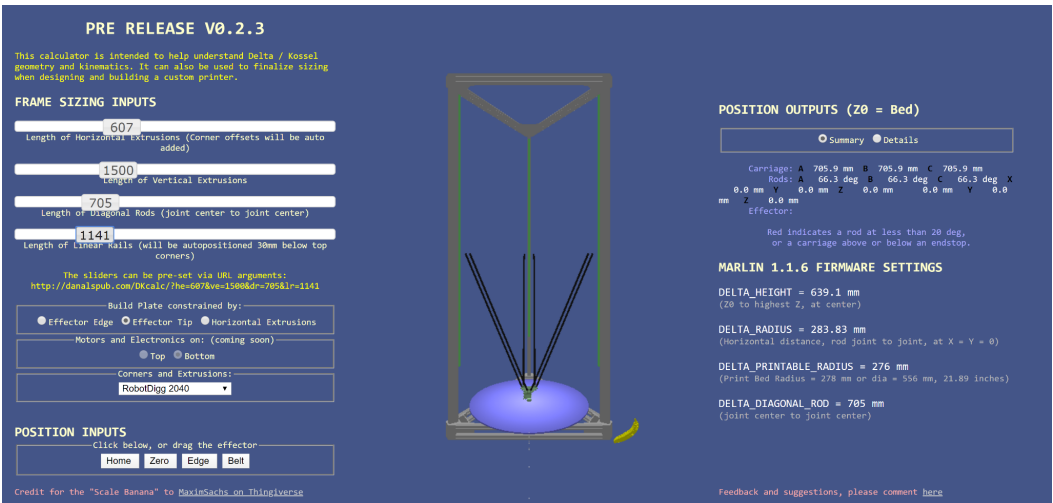 PRE RELEASE V0.2.3
This calculator is intended to help understand Delta / Kossel
geometry and kinematics. It can also be used to finalize sizing
when designing and building a custom printer.
FRAME SIZING INPUTS
607
Length of Horizontal Extrusions (Corner offsets will be auto
added)
1500
Length of Vertical Extrusions
705
Length of Diagonal Rods (joint center to joint center)
1141
Length of Linear Rails (will be autopositioned 30mm below top
corners)
The sliders can be pre-set via URL arguments:
http://danalspub.com/DKcalc/?he=607&ve=1500&dr=705&lr=1141
Build Plate constrained by:
Effector Edge Effector Tip Horizontal Extrusions
Motors and Electronics on: (coming soon)
Top Bottom
Corners and Extrusions:
RobotDigg 2040
POSITION INPUTS
Click below, or drag the effector
Home Zero Edge Belt
Credit for the "Scale Banana" to MaximSachs on Thingiverse
POSITION OUTPUTS (Z0 = Bed)
Summary Details
Carriage: A 705.9 mm B 705.9 mm C 705.9 mm
Rods: A 66.3 deg B 66.3 deg C 66.3 deg X
0.0 mm Y 0.0 mm Z 0.0 mm 0.0 mm Y 0.0
mm Z 0.0 mm
Effector:
Red indicates a rod at less than 20 deg,
or a carriage above or below an endstop.
MARLIN 1.1.6 FIRMWARE SETTINGS
DELTA_HEIGHT = 639.1 mm
(Z0 to highest Z, at center)
DELTA_RADIUS = 283.83 mm
(Horizontal distance, rod joint to joint, at X = Y = 0)
DELTA_PRINTABLE_RADIUS = 276 mm
(Print Bed Radius = 278 mm or dia = 556 mm, 21.89 inches)
DELTA_DIAGONAL_ROD = 705 mm
(joint center to joint center)
Feedback and suggestions, please comment here